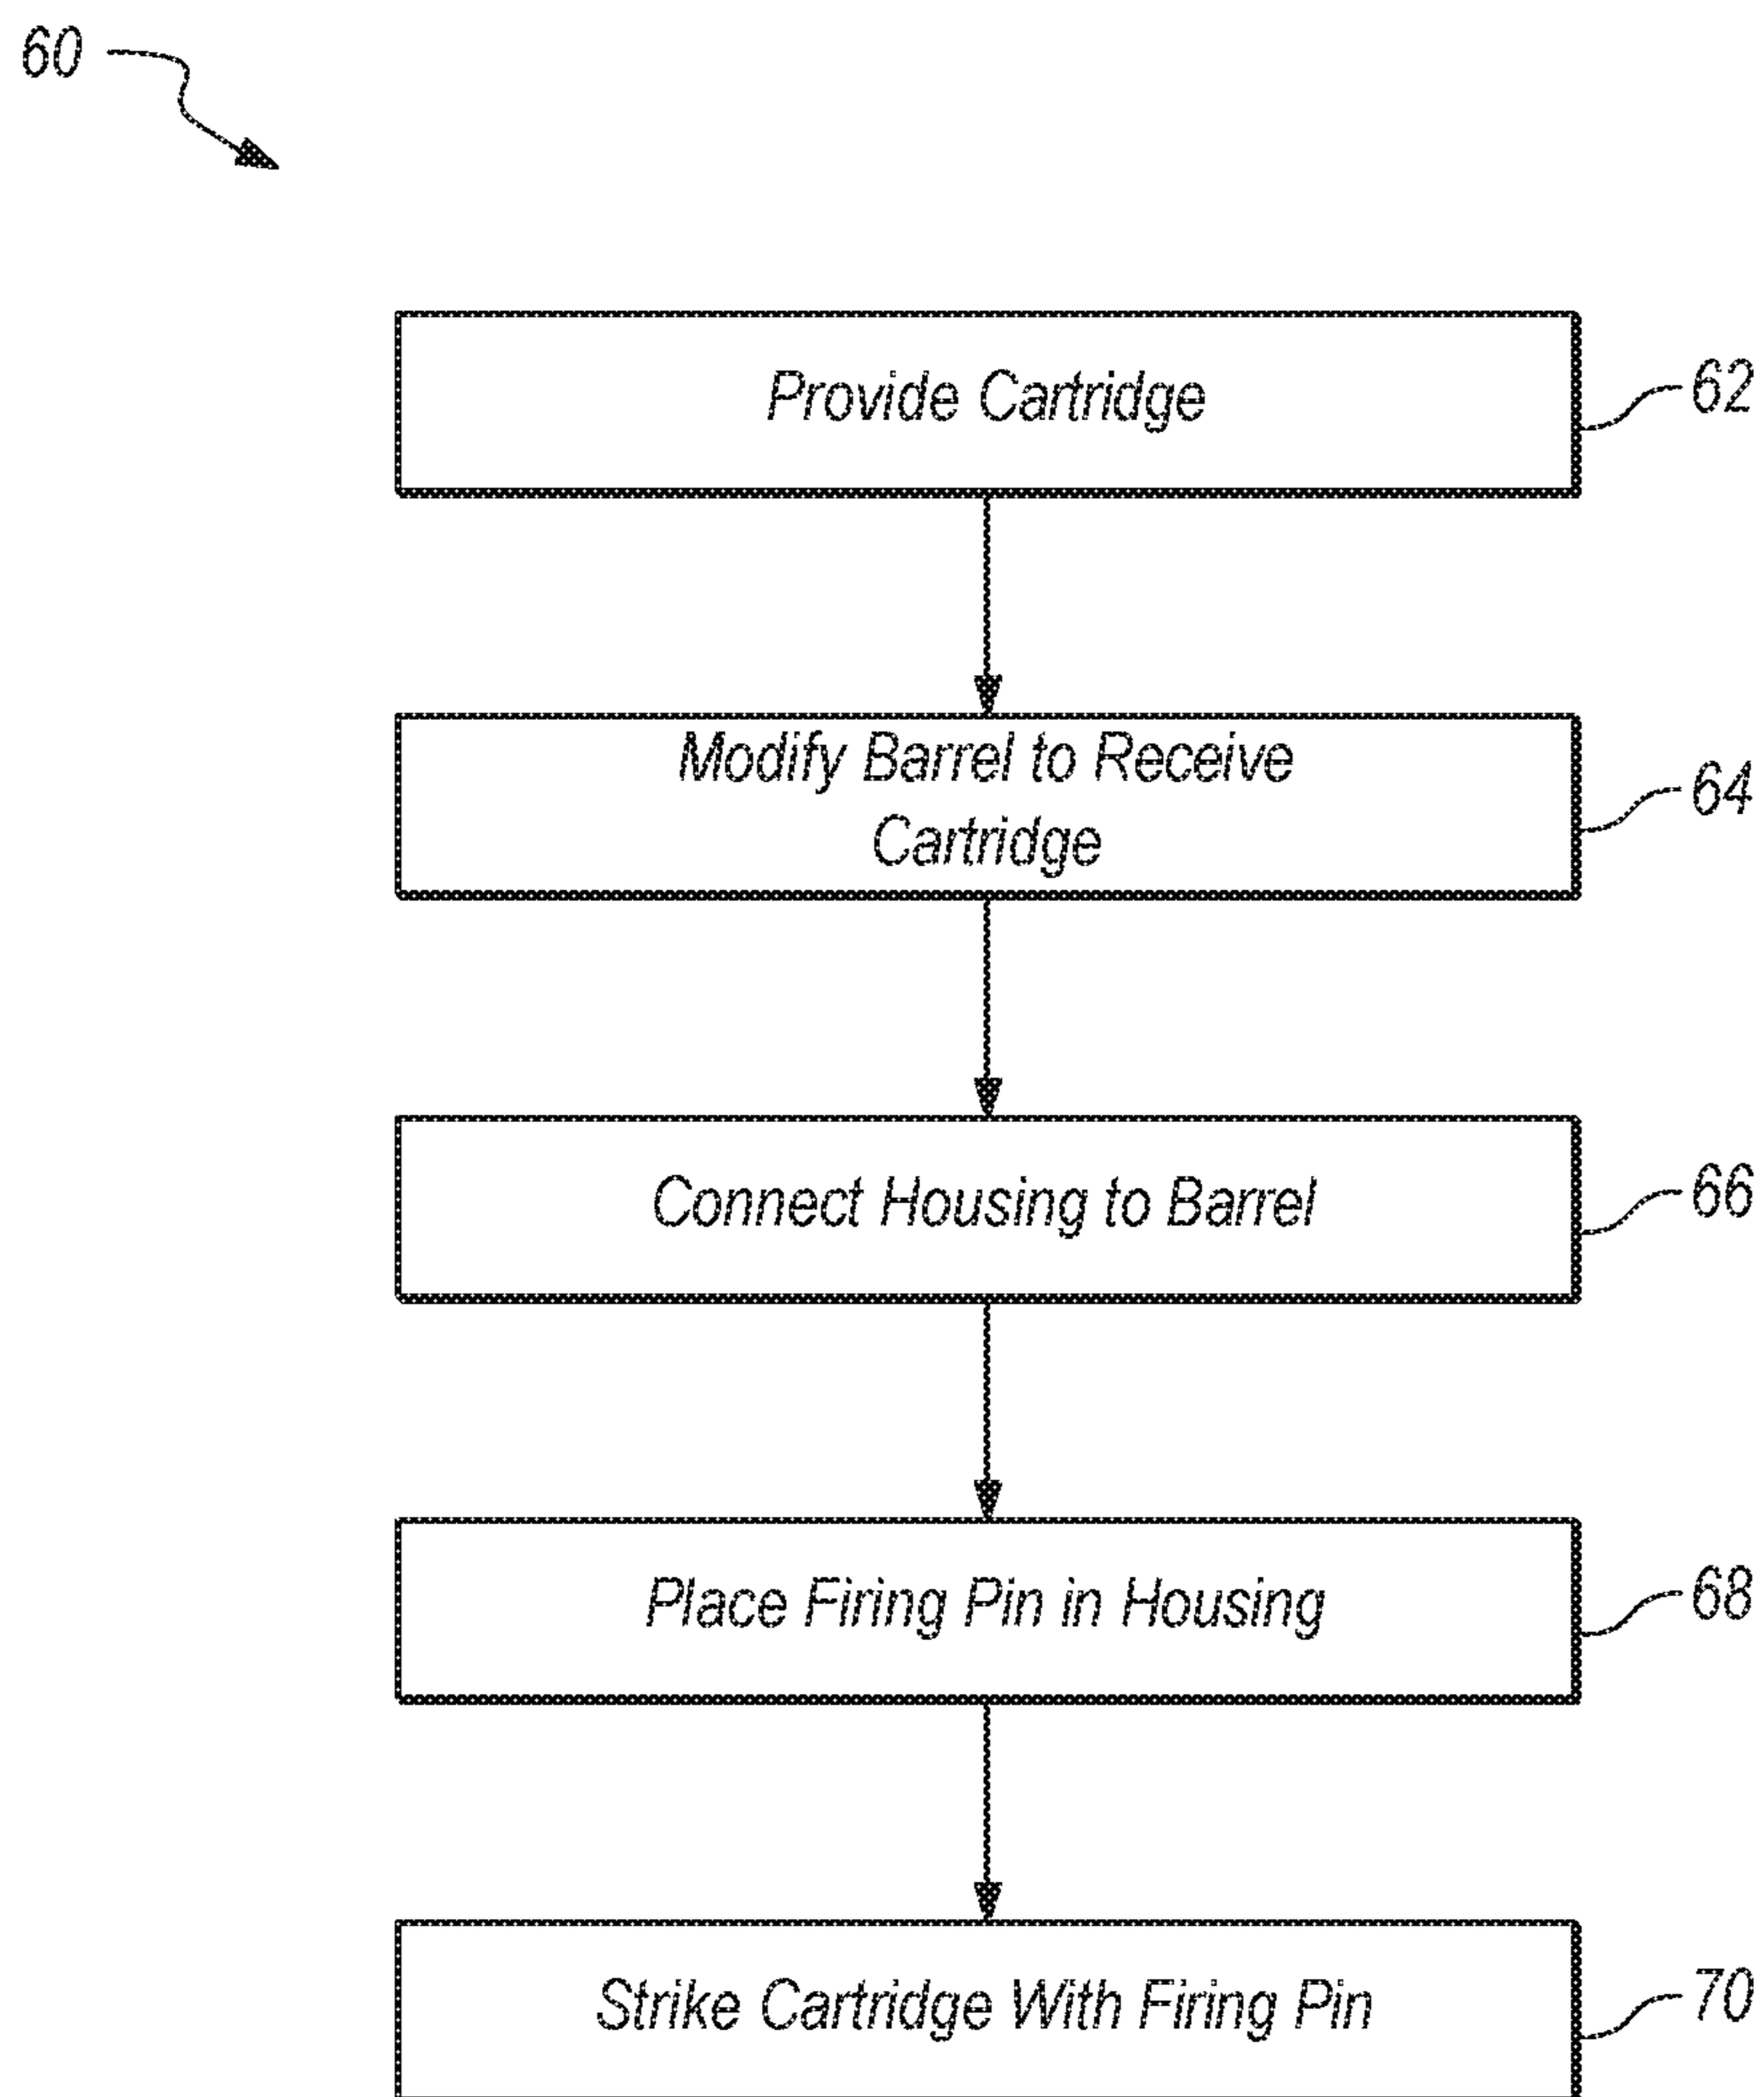 60
Provide Cartridge
62
Modify Barrel to Receive
Cartridge
64
Connect Housing to Barrel
66
Place Firing Pin in Housing
68
Strike Cartridge With Firing Pin
70